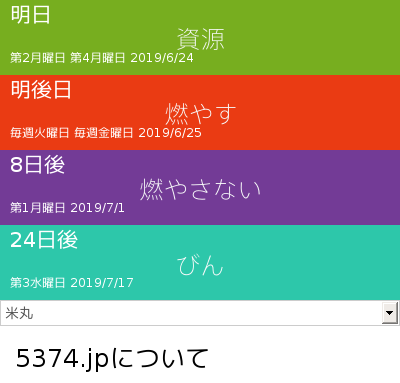 明日
資源
第2月曜日 第4月曜日 2019/6/24
明後日
燃やす
毎週火曜日 毎週金曜日 2019/6/25
8日後
燃やさない
第1月曜日 2019/7/1
24日後
びん
第3水曜日 2019/7/17
米丸
5374.jpについて